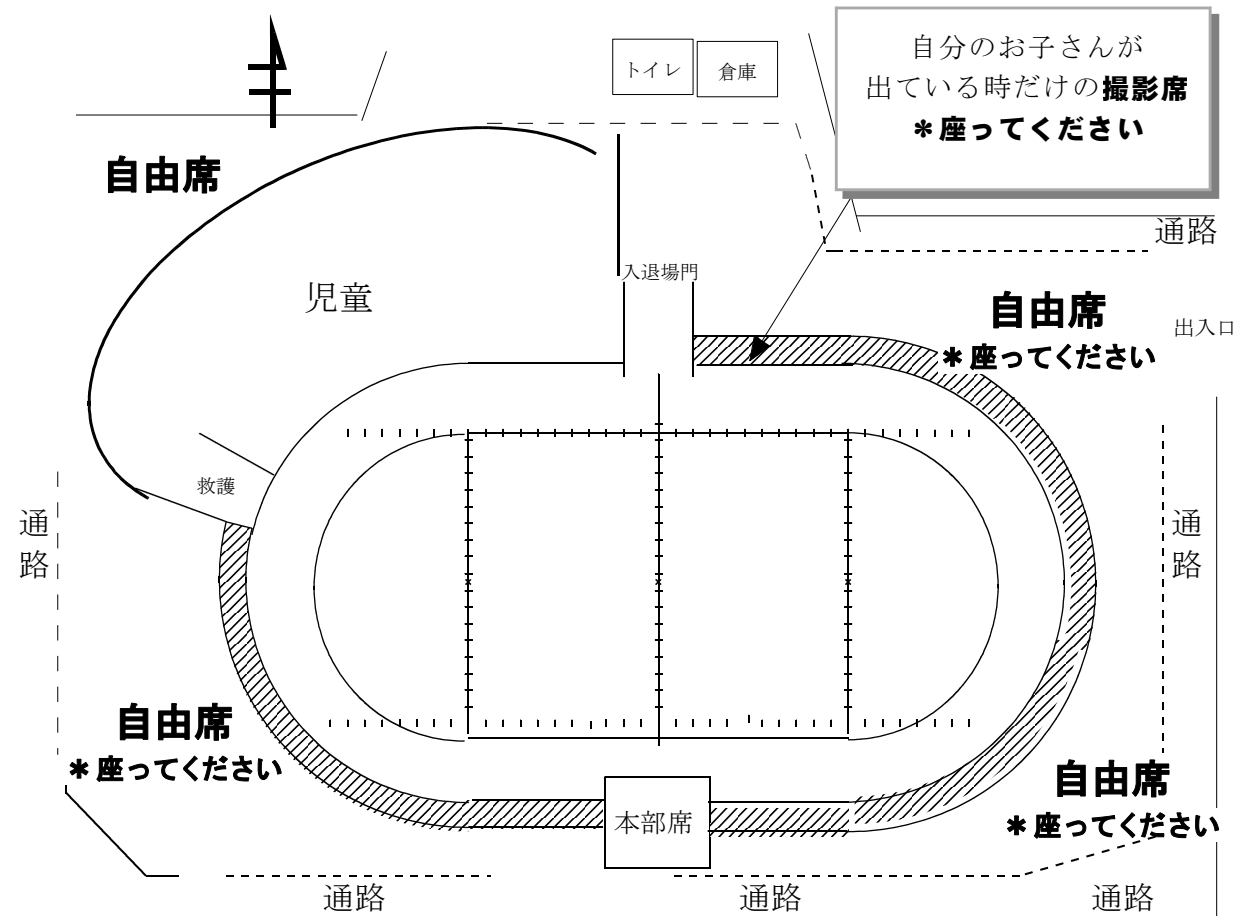 自分のお子さんが
出ている時だけの撮影席
＊座ってください
トイレ
倉庫
自由席
通路
入退場門
児童
自由席
＊座ってください
出入口
救護
通路
通路
自由席
＊座ってください
自由席
＊座ってください
本部席
通路
通路
通路